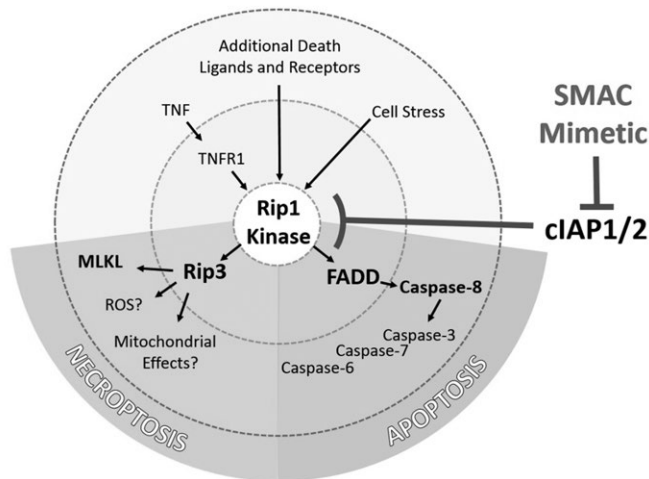 Additional Death
Ligands and Receptors
TNF
Cell Stress
TNFR1
SMAC
Mimetic
Rip1
Kinase
cIAP1/2
MLKL
Rip3
FADD
Caspase-8
ROS?
Mitochondrial
Effects?
Caspase-3
Caspase-7
Caspase-6
NECROPTOSIS
APOPTOSIS